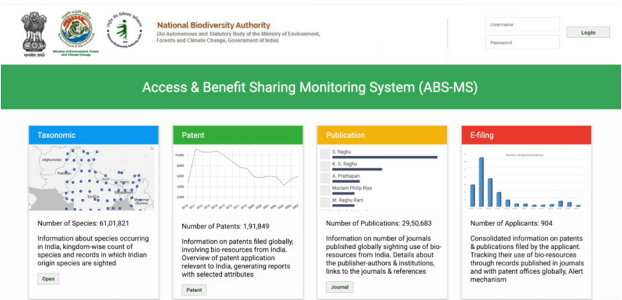 National Biodiversity Authority
(An Autonomous and Statutory Body of the Ministry of Environment,
Forests and Climate Change, Government of India)
Username
Password
Login
Access & Benefit Sharing Monitoring System (ABS-MS)
Taxonomic
Afghanistan
Number of Species: 61,01,821
Information about species occurring
in India, kingdom-wise count of
species and records in which Indian
origin species are sighted
Open
Patent
Number of Patents: 1,91,849
Information on patents filed globally,
involving bio-resources from India.
Overview of patent application
relevant to India, generating reports
with selected attributes
Patent
Publication
S. Raghu
K. G. Raghu
A. Prathapan
Mariam Philip Riya
M. Raghu Ram
Number of Publications: 29,50,683
Information on number of journals
published globally sighting use of bio-
resources from India. Details about
the publisher-authors & institutions,
links to the journals & references
Journal
E-filing
Number of Applicants: 904
Consolidated information on patents
& publications filed by the applicant.
Tracking their use of bio-resources
through records published in journals
and with patent offices globally, Alert
mechanism